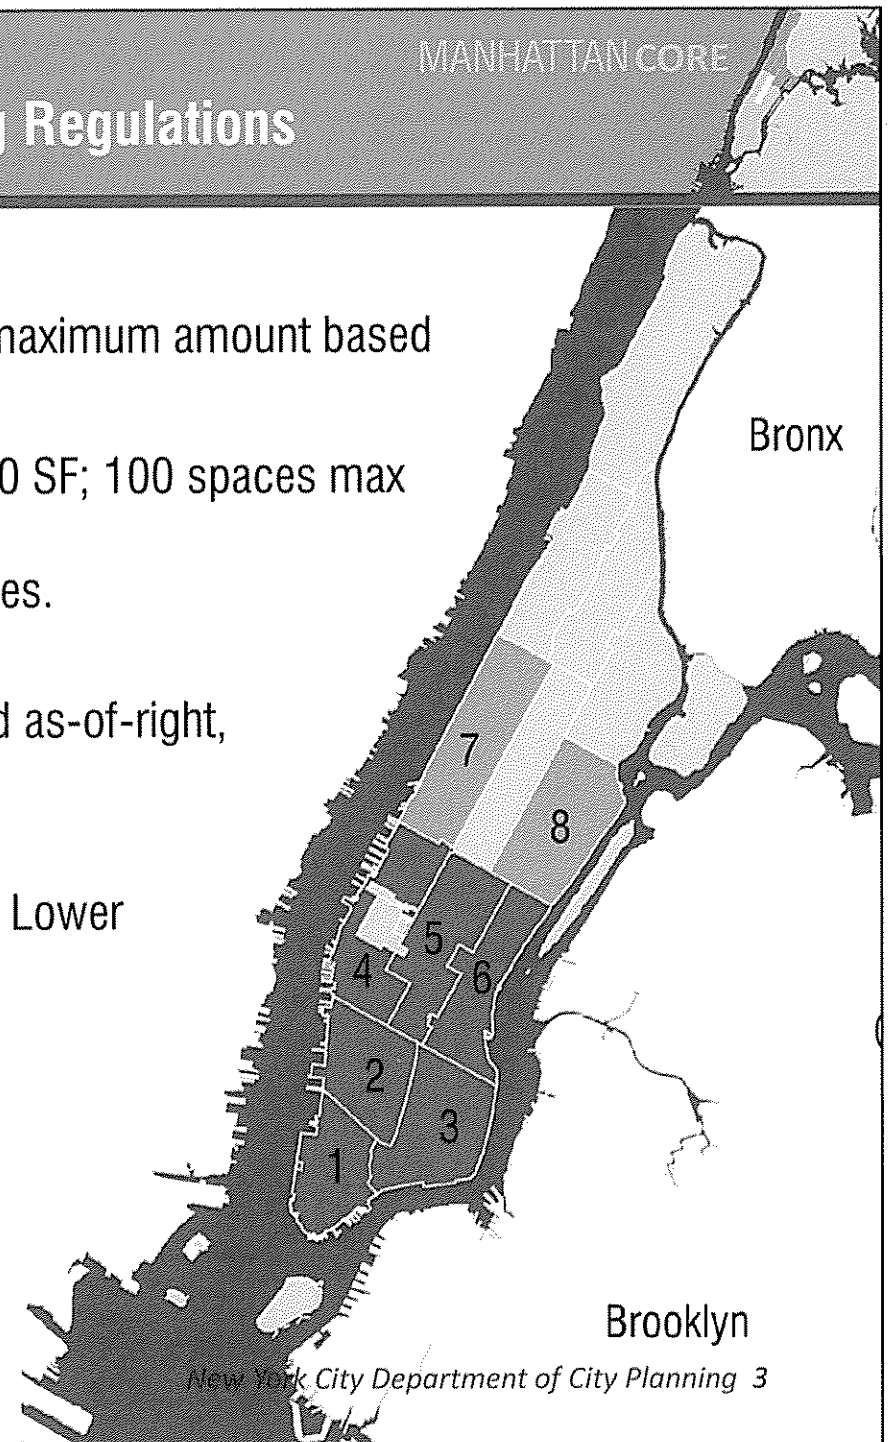 MANHATTAN CORE
g Regulations
maximum amount based
0 SF; 100 spaces max
es.
d as-of-right,
Lower
Bronx
7
8
5
4
6
2
3
1
Brooklyn
New York City Department of City Planning 3